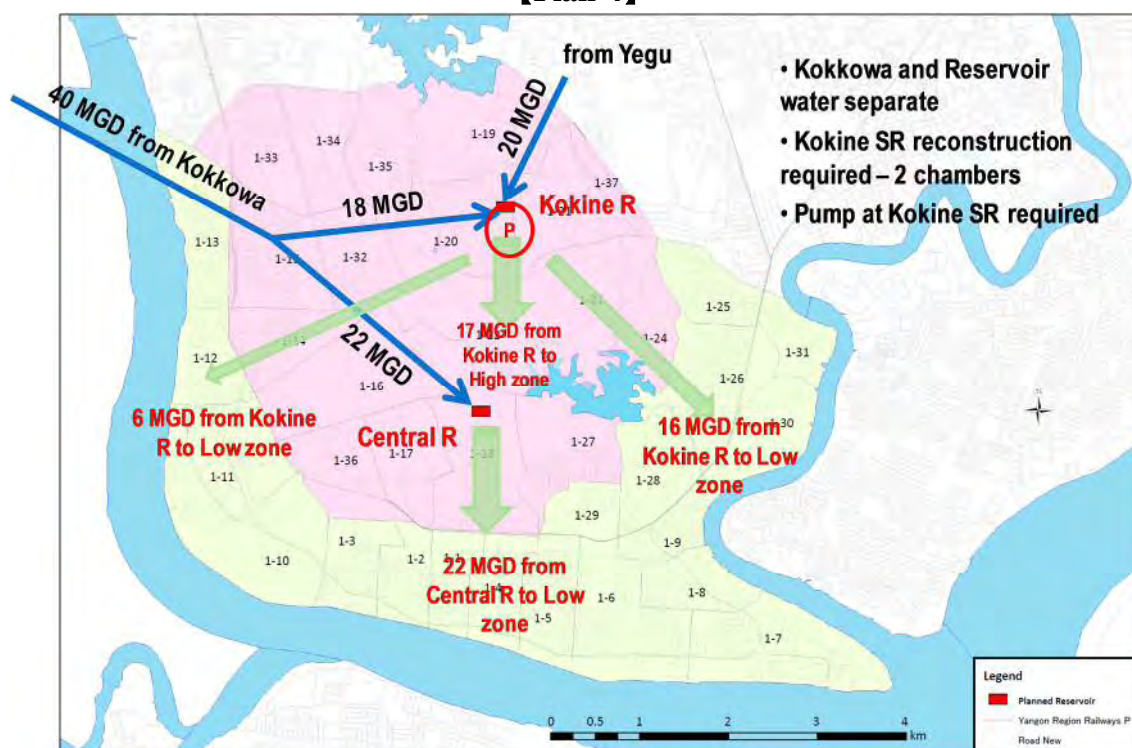 from Yegu
40 MGD from Kokkowa
20 MGD
18 MGD
22 MGD
• Kokkowa and Reservoir
water separate
• Kokine SR reconstruction
required – 2 chambers
• Pump at Kokine SR required
Kokine R
P
17 MGD from
Kokine R to
High zone
6 MGD from Kokine
R to Low zone
Central R
16 MGD from
Kokine R to Low
zone
22 MGD from
Central R to Low
zone
1-33
1-34
1-35
1-19
1-37
1-13
1-32
1-20
1-12
1-16
1-24
1-25
1-31
1-26
1-30
1-36
1-17
1-27
1-28
1-11
1-29
1-10
1-3
1-2
1-9
1-5
1-6
1-8
1-7
0 0.5 1 2 3 4
km
Legend
Planned Reservoir
Yangon Region Railways P
Road New